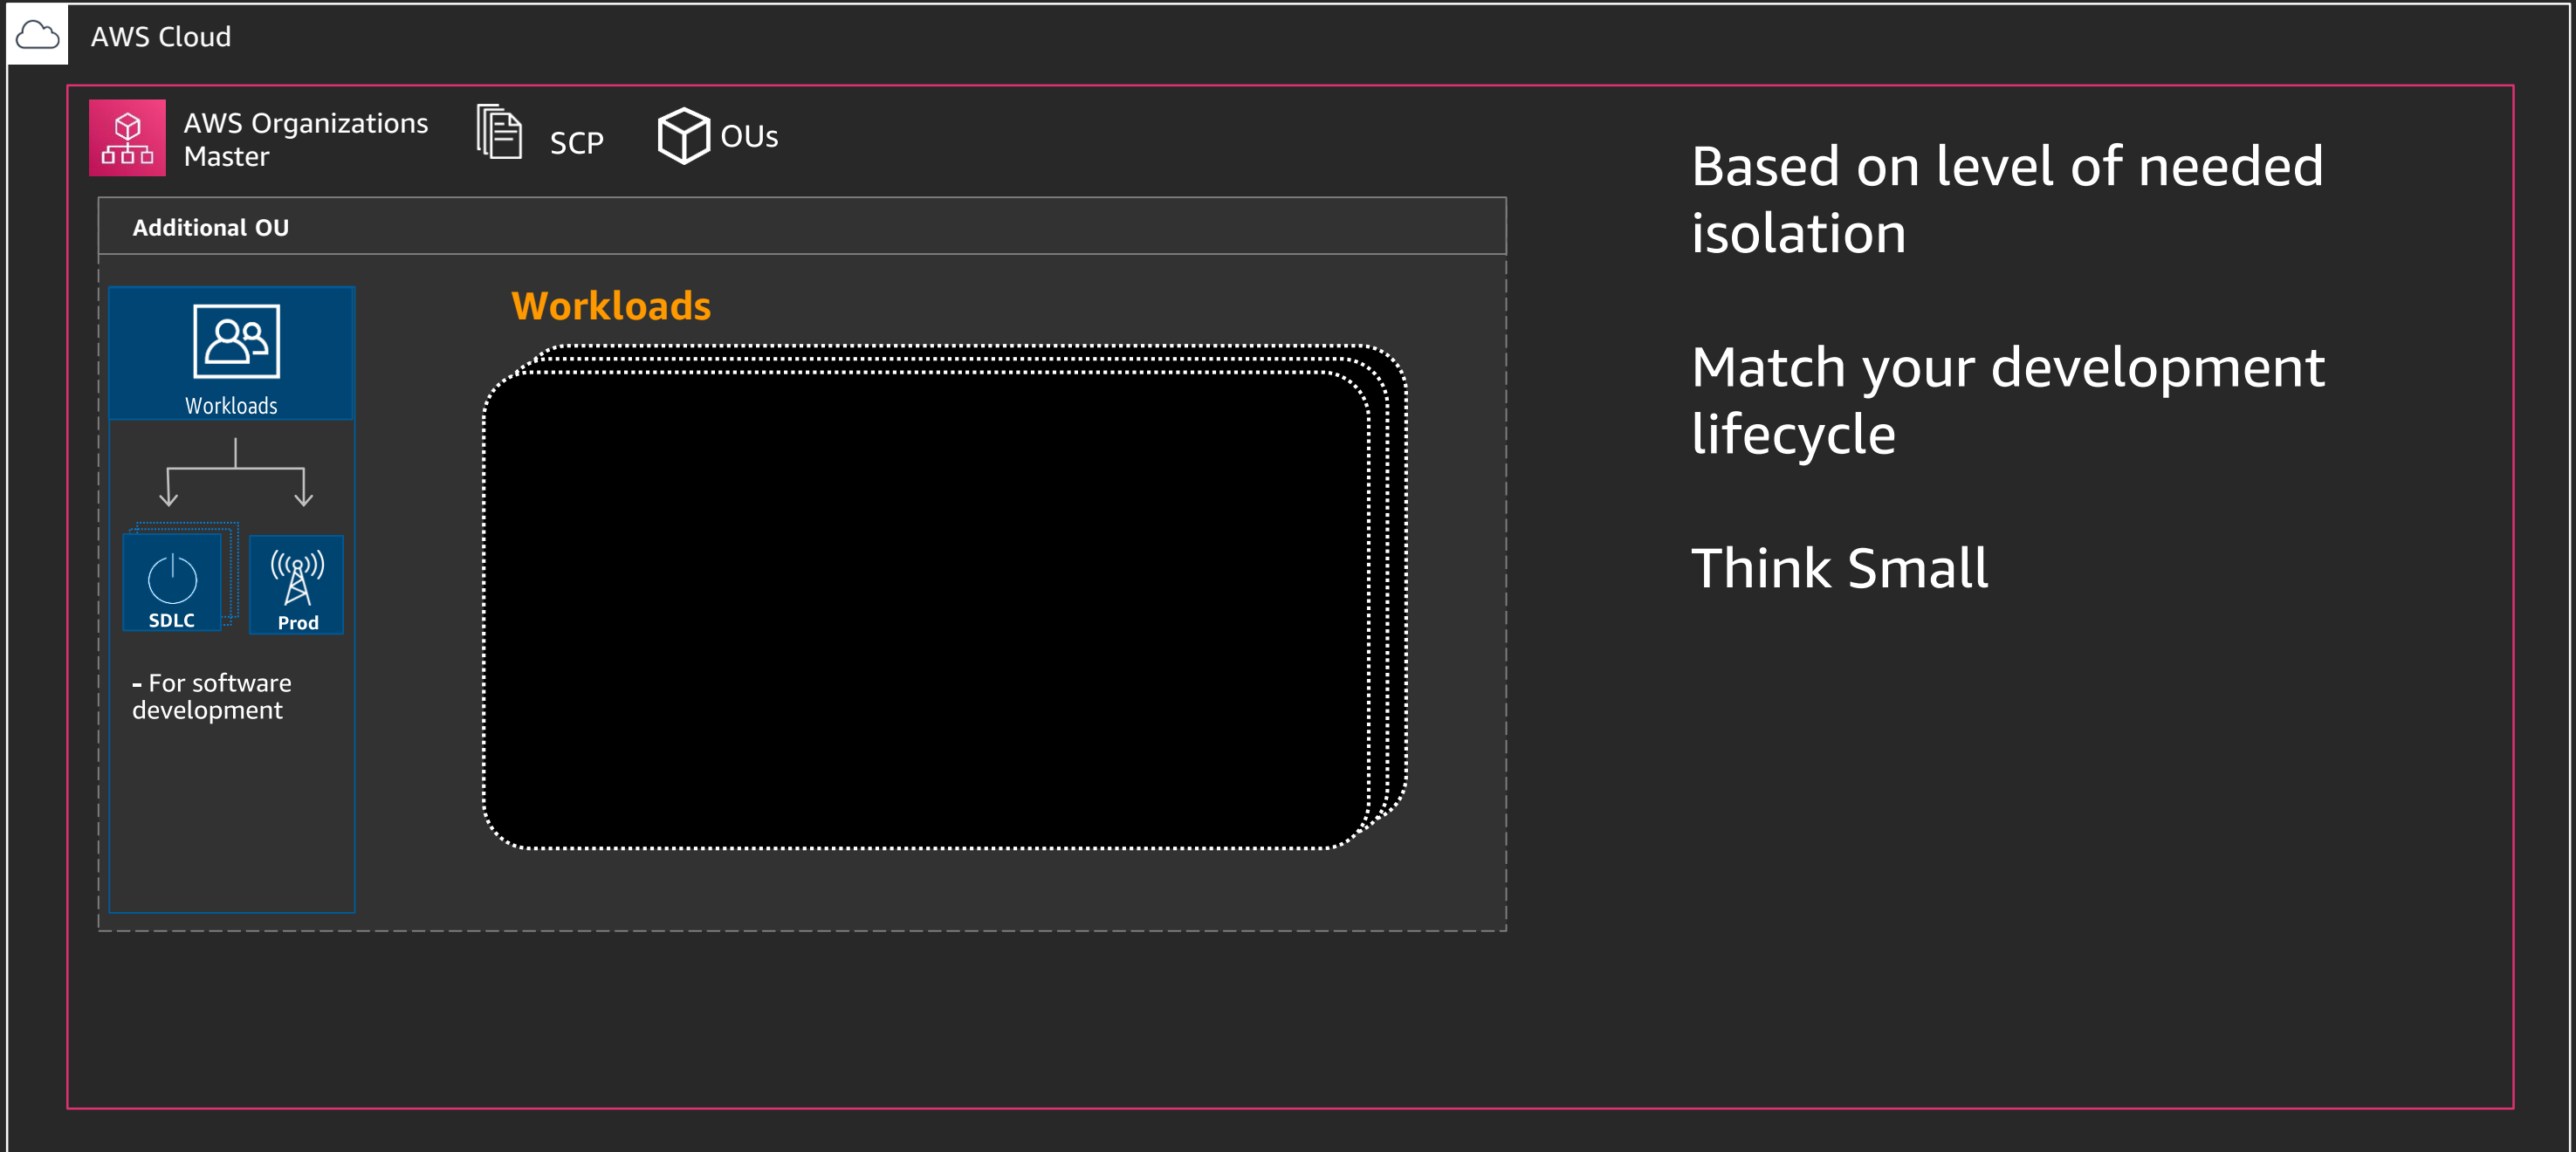 AWS Cloud
AWS Organizations
Master
SCP
OUs
Additional OU
Workloads
SDLC
Prod
- For software
development
Workloads
Based on level of needed
isolation
Match your development
lifecycle
Think Small